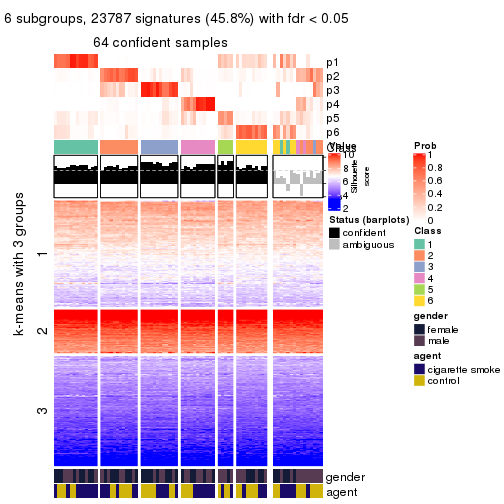 6 subgroups, 23787 signatures (45.8%) with fdr < 0.05
64 confident samples
p1
p2
p3
p4
p5
p6
Class
Silhouette score
k-means with 3 groups
1
2
3
gender
agent
Value
10
8
6
4
2
Status (barplots)
confident
ambiguous
Prob
1
0.8
0.6
0.4
0.2
0
Class
1
2
3
4
5
6
gender
female
male
agent
cigarette smoke
control